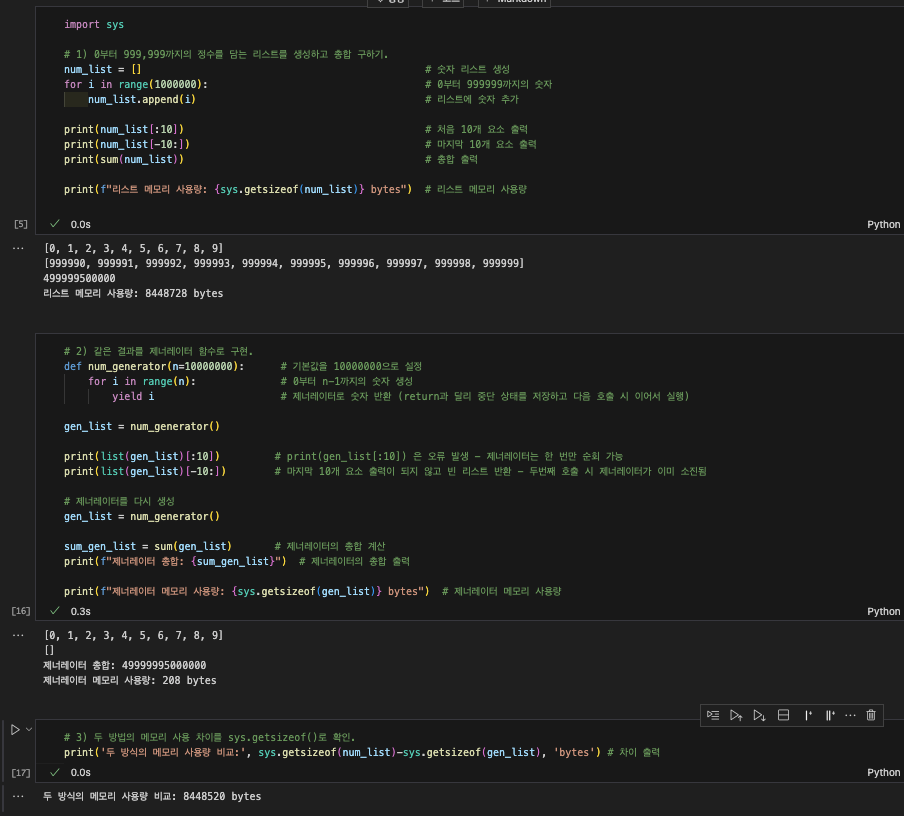 import sys
# 1) 0부터 999,999까지의 정수를 담는 리스트를 생성하고 총합 구하기.
num_list = [] # 숫자 리스트 생성
for i in range(1000000): # 0부터 999999까지의 숫자
num_list.append(i) # 리스트에 숫자 추가
print(num_list[:10]) # 처음 10개 요소 출력
print(num_list[-10:]) # 마지막 10개 요소 출력
print(sum(num_list)) # 총합 출력
print(f"리스트 메모리 사용량: {sys.getsizeof(num_list)} bytes") # 리스트 메모리 사용량
[5] 0.0s Python
[0, 1, 2, 3, 4, 5, 6, 7, 8, 9]
[999990, 999991, 999992, 999993, 999994, 999995, 999996, 999997, 999998, 999999]
499999500000
리스트 메모리 사용량: 8448728 bytes
# 2) 같은 결과를 제너레이터 함수로 구현.
def num_generator(n=10000000): # 기본값을 10000000으로 설정
for i in range(n): # 0부터 n-1까지의 숫자 생성
yield i # 제너레이터로 숫자 반환 (return과 달리 중단 상태를 저장하고 다음 호출 시 이어서 실행)
gen_list = num_generator()
print(list(gen_list)[:10]) # print(gen_list[:10]) 은 오류 발생 - 제너레이터는 한 번만 순회 가능
print(list(gen_list)[-10:]) # 마지막 10개 요소 출력이 되지 않고 빈 리스트 반환 - 두번째 호출 시 제너레이터가 이미 소진됨
# 제너레이터를 다시 생성
gen_list = num_generator()
sum_gen_list = sum(gen_list) # 제너레이터의 총합 계산
print(f"제너레이터 총합: {sum_gen_list}") # 제너레이터의 총합 출력
print(f"제너레이터 메모리 사용량: {sys.getsizeof(gen_list)} bytes") # 제너레이터 메모리 사용량
[16] 0.3s Python
[0, 1, 2, 3, 4, 5, 6, 7, 8, 9]
[]
제너레이터 총합: 49999995000000
제너레이터 메모리 사용량: 208 bytes
# 3) 두 방법의 메모리 사용 차이를 sys.getsizeof()로 확인.
print('두 방식의 메모리 사용량 비교:', sys.getsizeof(num_list)-sys.getsizeof(gen_list), 'bytes') # 차이 출력
[17] 0.0s Python
두 방식의 메모리 사용량 비교: 8448520 bytes